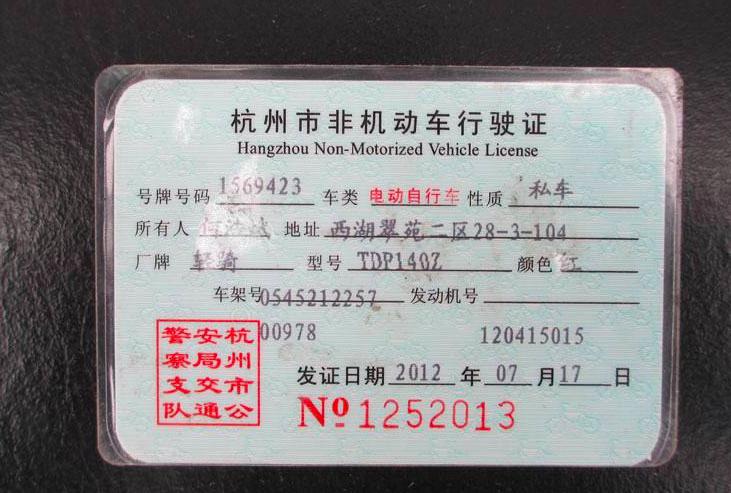 杭州市非机动车行驶证
Hangzhou Non-Motorized Vehicle License
号牌号码 1569423 车类 电动自行车 性质 私车
所有人 地址 西湖翠苑二区28-3-104
厂牌 轻骑 型号 TDP140Z 颜色 红
车架号 0545212257 发动机号
00978 120415015
杭州市公安局交通警察支队
发证日期 2012 年 07 月 17 日
№ 1252013